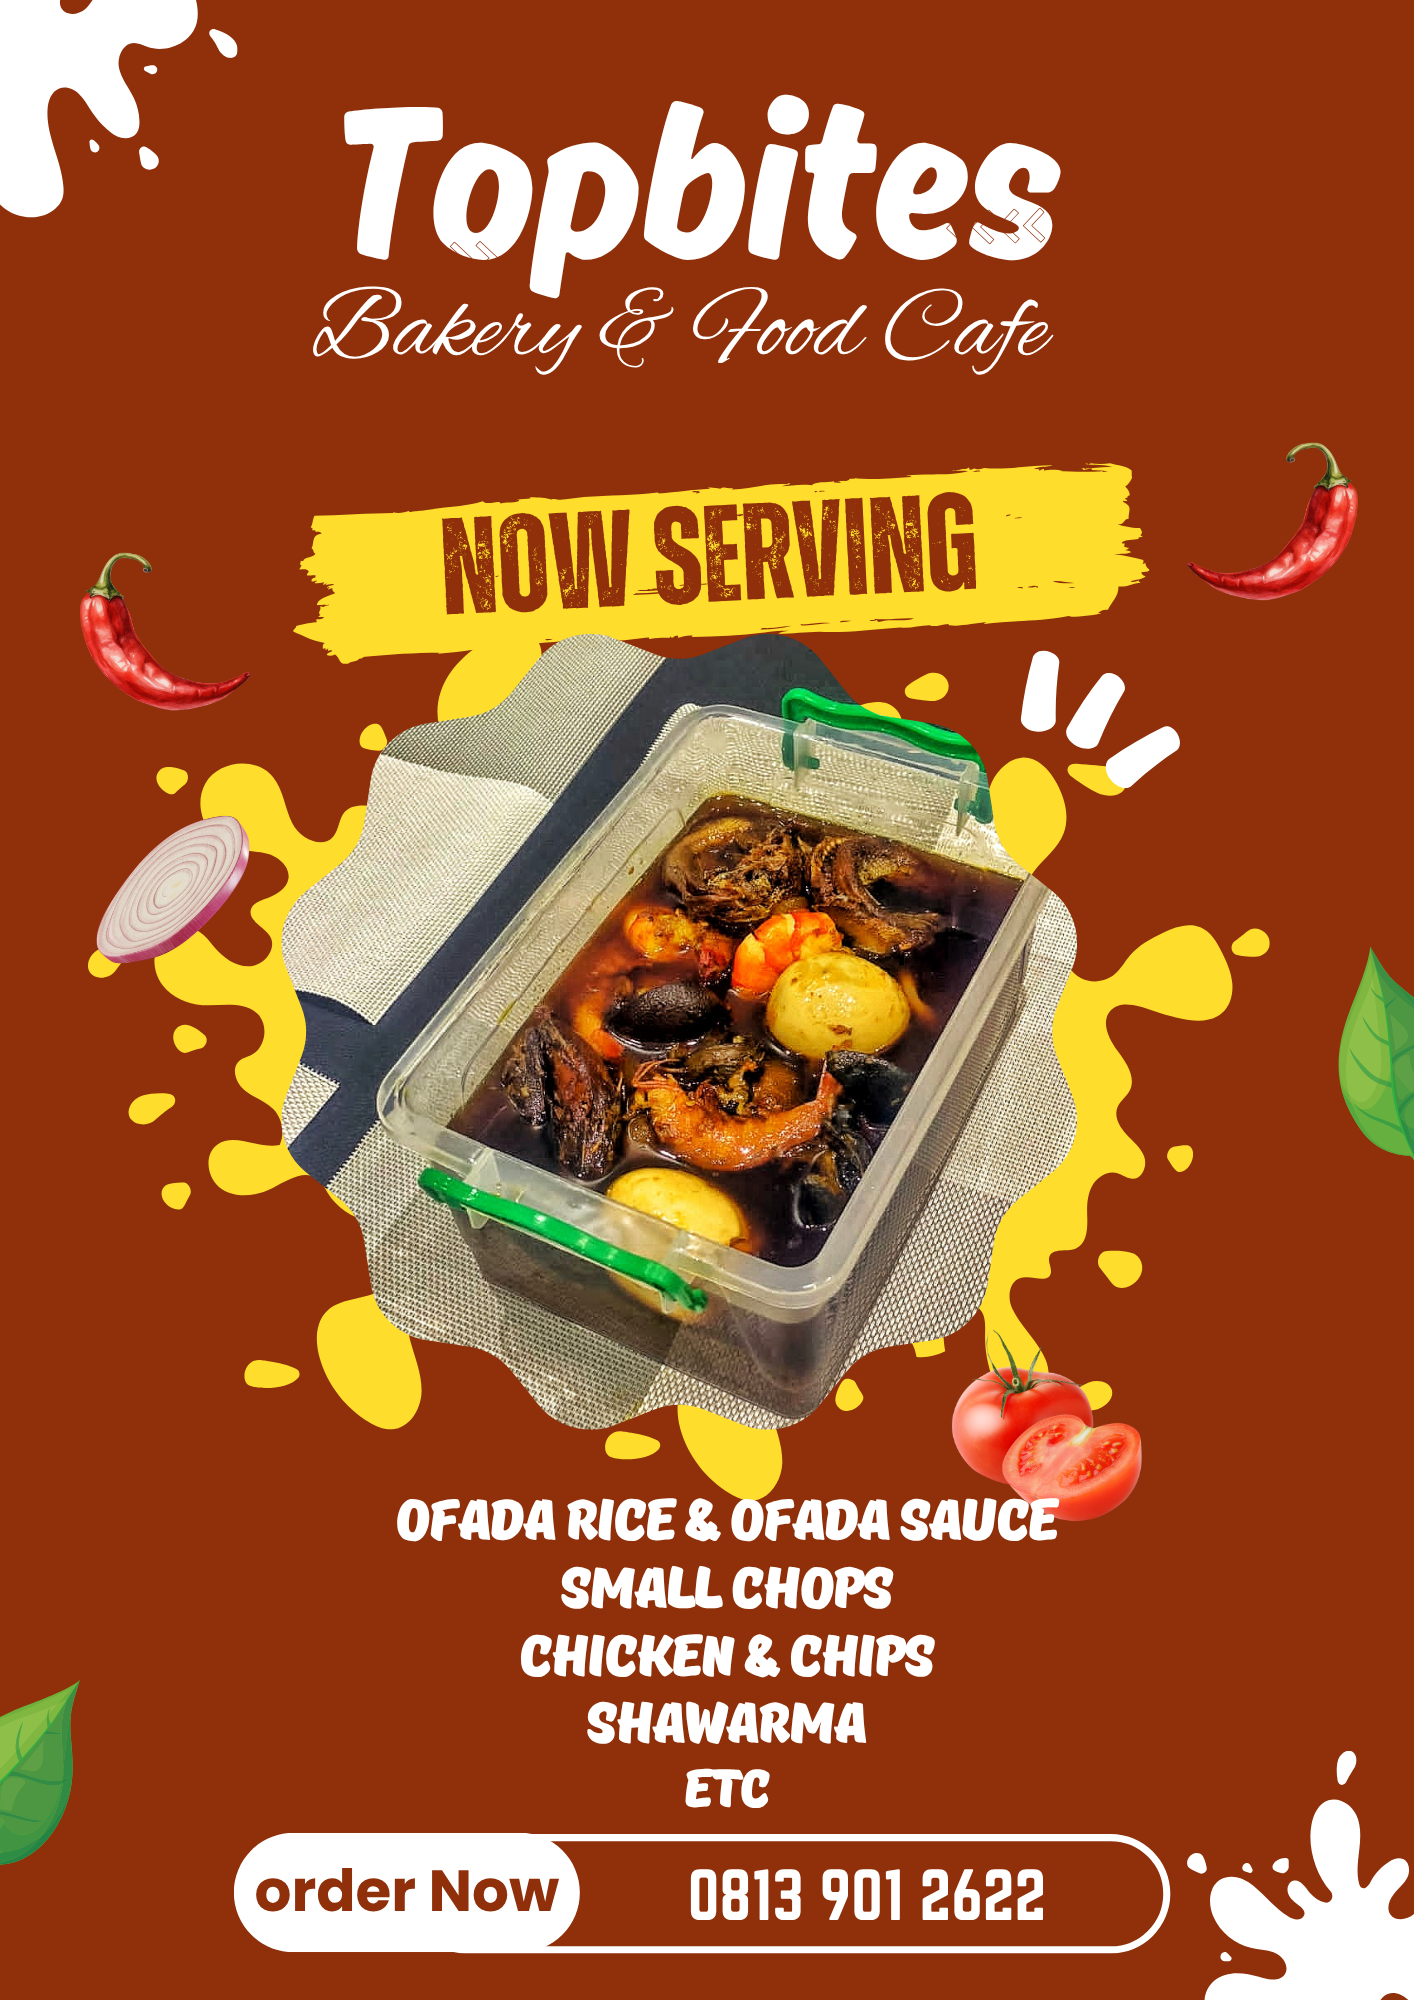 Topbites
Bakery & Food Cafe
NOW SERVING
OFADA RICE & OFADA SAUCE
SMALL CHOPS
CHICKEN & CHIPS
SHAWARMA
ETC
order Now 0813 901 2622